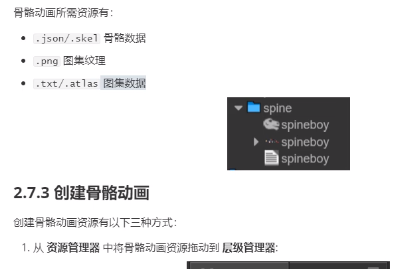 骨骼动画所需资源有：
.json/.skel 骨骼数据
.png 图集纹理
.txt/.atlas 图集数据
spine
spineboy
spineboy
spineboy
2.7.3 创建骨骼动画
创建骨骼动画资源有以下三种方式：
1. 从 资源管理器 中将骨骼动画资源拖动到 层级管理器: